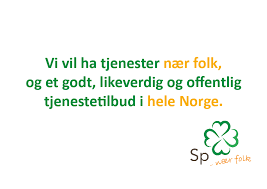 Vi vil ha tjenester nær folk,
og et godt, likeverdig og offentlig
tjenestetilbud i hele Norge.
Sp
...nær folk